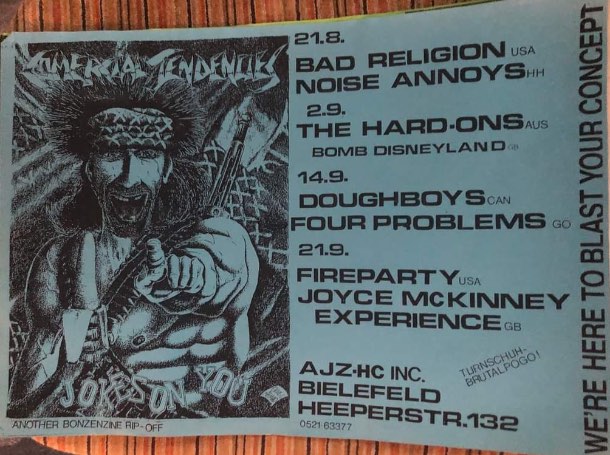 COMMERCIAL TENDENCIES
JOKES ON YOU
ANOTHER BONZENZINE RIP-OFF
21.8.
BAD RELIGION USA
NOISE ANNOYS HH
2.9.
THE HARD-ONS AUS
BOMB DISNEYLAND GB
14.9.
DOUGHBOYS CAN
FOUR PROBLEMS GO
21.9.
FIREPARTY USA
JOYCE McKINNEY
EXPERIENCE GB
TURNSCHUH-
BRUTALPOGO!
AJZ-HC INC.
BIELEFELD
HEEPERSTR.132
0521 63377
WE'RE HERE TO BLAST YOUR CONCEPT